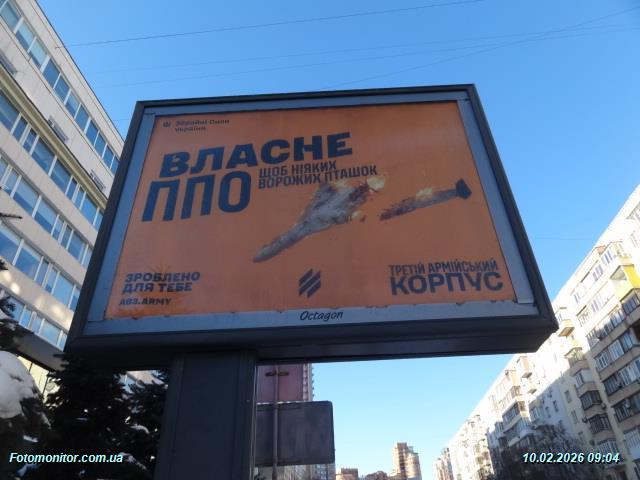 Збройні Сили
України
ВЛАСНЕ
ППО
ЩОБ НІЯКИХ
ВОРОЖИХ ПТАШОК
ЗРОБЛЕНО
ДЛЯ ТЕБЕ
AB3.ARMY
ТРЕТІЙ АРМІЙСЬКИЙ
КОРПУС
Octagon
Fotomonitor.com.ua
10.02.2026 09:04